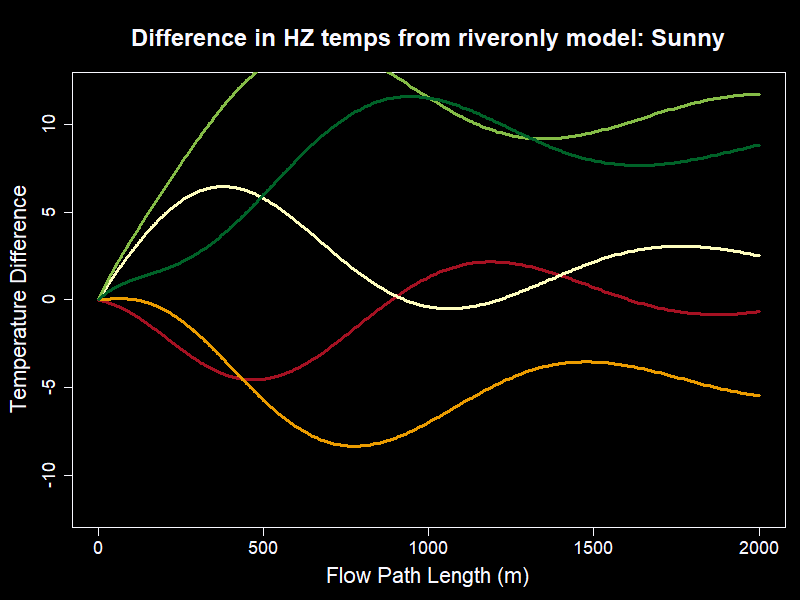 Difference in HZ temps from riveronly model: Sunny
Temperature Difference
10
5
0
-5
-10
0 500 1000 1500 2000
Flow Path Length (m)